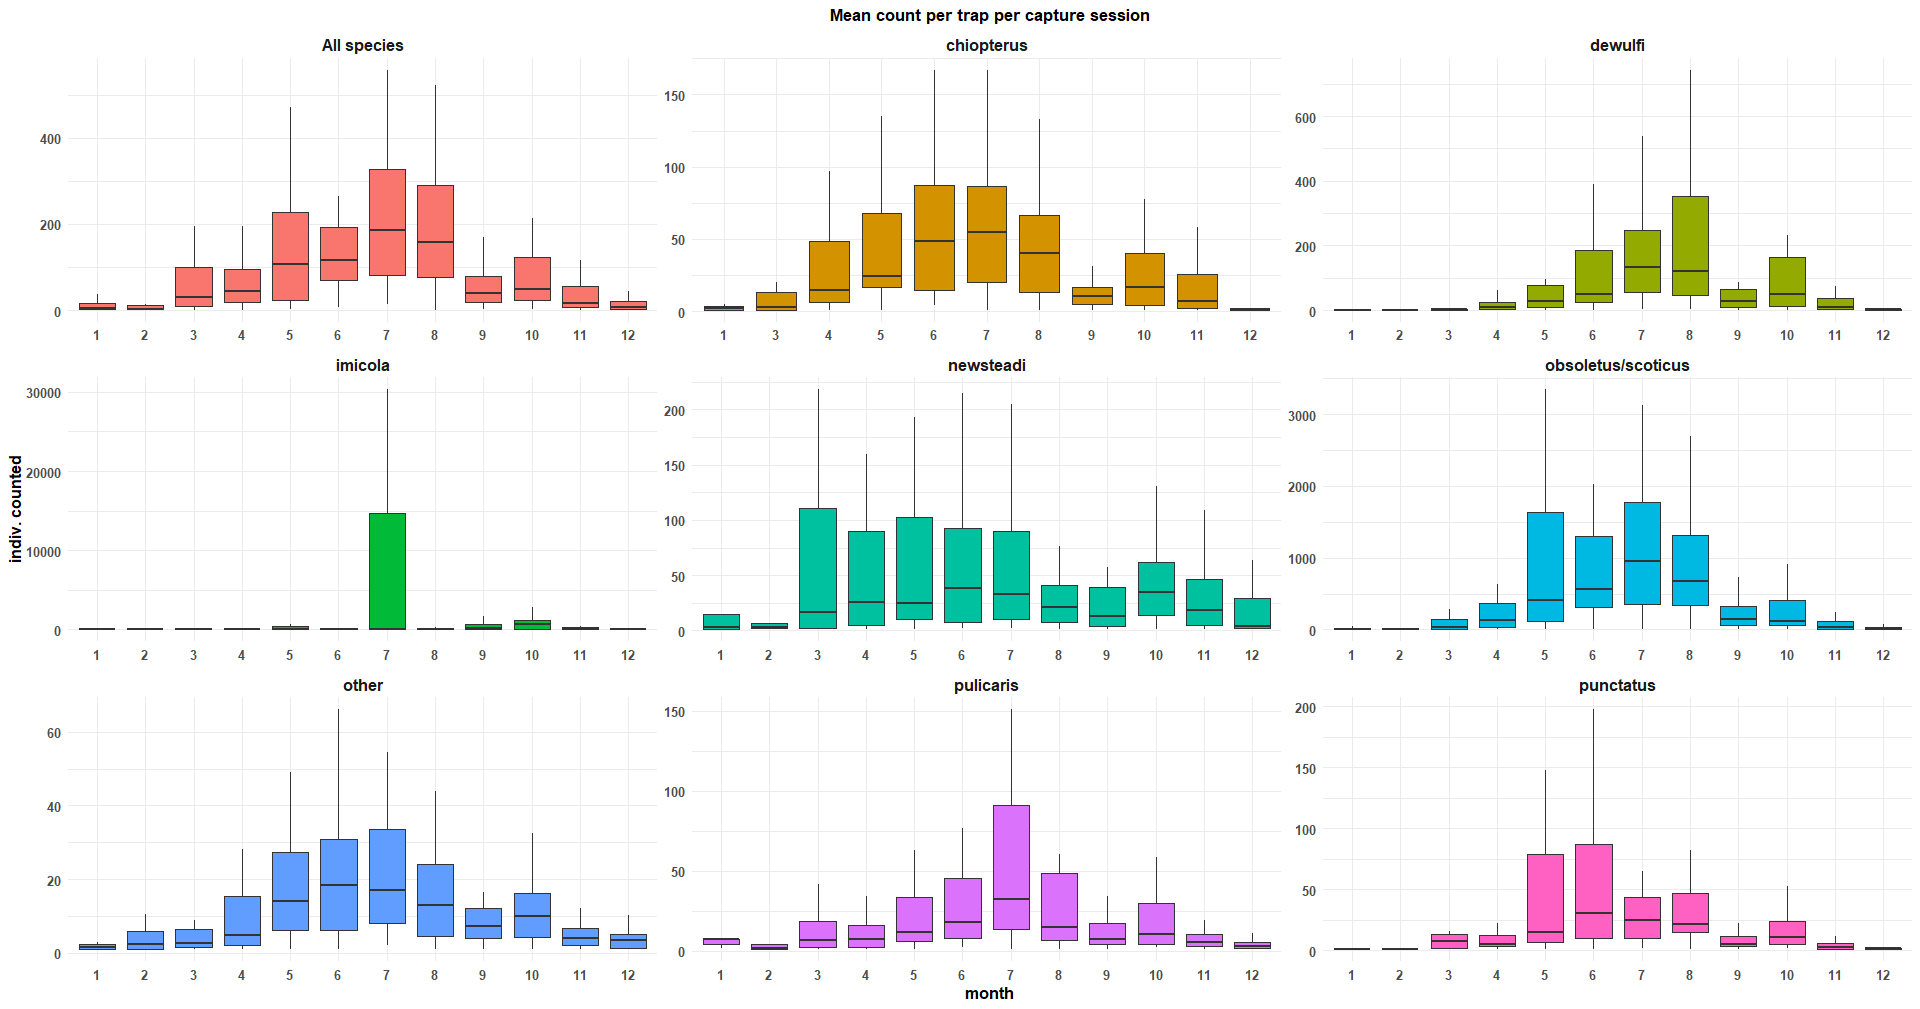 Mean count per trap per capture session
All species
chiopterus
dewulfi
400
200
0
150
100
50
0
600
400
200
0
1 2 3 4 5 6 7 8 9 10 11 12
1 3 4 5 6 7 8 9 10 11 12
1 2 3 4 5 6 7 8 9 10 11 12
imicola
newsteadi
obsoletus/scoticus
indiv. counted
30000
20000
10000
0
200
150
100
50
0
3000
2000
1000
0
1 2 3 4 5 6 7 8 9 10 11 12
1 2 3 4 5 6 7 8 9 10 11 12
1 2 3 4 5 6 7 8 9 10 11 12
other
pulicaris
punctatus
60
40
20
0
150
100
50
0
200
150
100
50
0
1 2 3 4 5 6 7 8 9 10 11 12
1 2 3 4 5 6 7 8 9 10 11 12
1 2 3 4 5 6 7 8 9 10 11 12
month